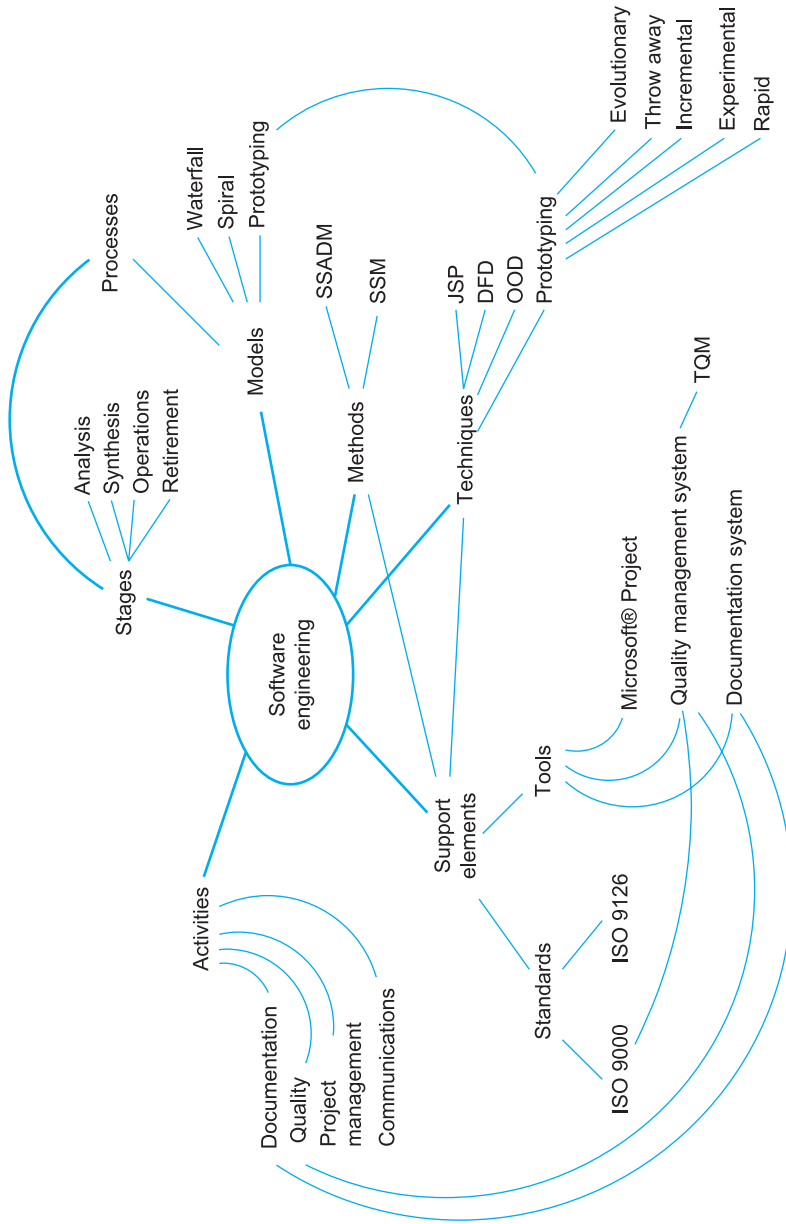 Software
engineering
Activities
Documentation
Quality
Project
management
Communications
Stages
Analysis
Synthesis
Operations
Retirement
Processes
Models
Waterfall
Spiral
Prototyping
Methods
SSADM
SSM
Techniques
JSP
DFD
OOD
Prototyping
Evolutionary
Throw away
Incremental
Experimental
Rapid
Support
elements
Standards
ISO 9000
ISO 9126
Tools
Microsoft® Project
Quality management system
TQM
Documentation system